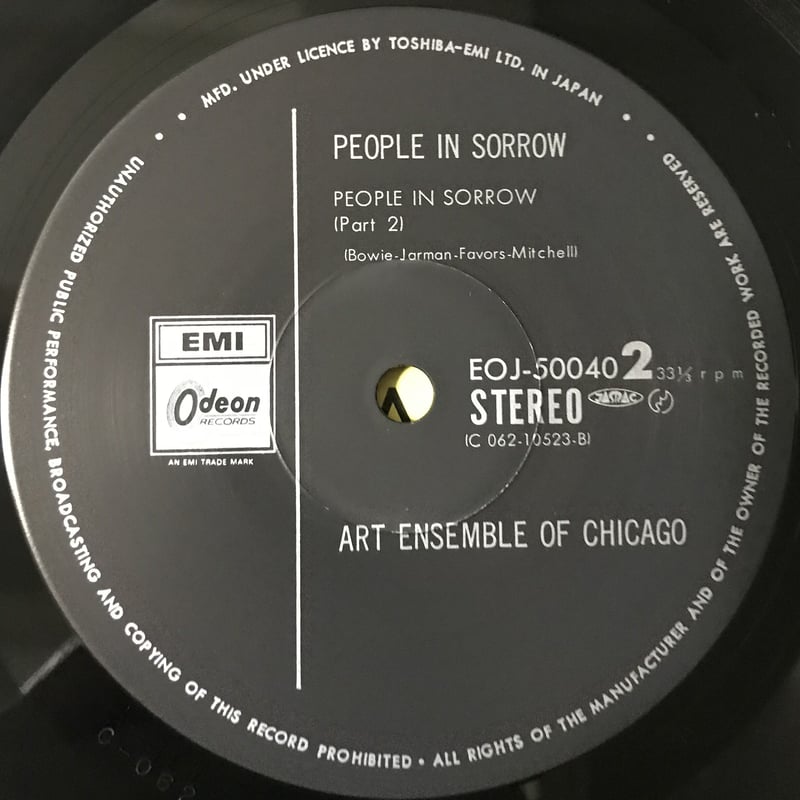 MFD. UNDER LICENCE BY TOSHIBA-EMI LTD. IN JAPAN
PEOPLE IN SORROW
PEOPLE IN SORROW
(Part 2)
(Bowie-Jarman-Favors-Mitchell)
EMI
Odeon
RECORDS
AN EMI TRADE MARK
EOJ-50040 2 33⅓ r p m
STEREO JASRAC
(C 062-10523-B)
ART ENSEMBLE OF CHICAGO
UNAUTHORIZED PUBLIC PERFORMANCE, BROADCASTING AND COPYING OF THIS RECORD PROHIBITED • ALL RIGHTS OF THE MANUFACTURER AND OF THE OWNER OF THE RECORDED WORK ARE RESERVED
C-062